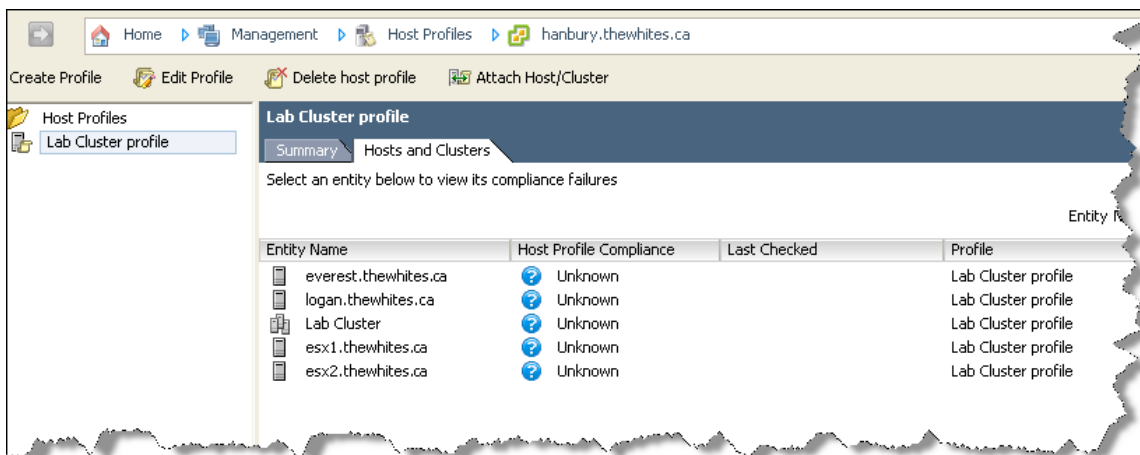 Home Management Host Profiles hanbury.thewhites.ca
Create Profile Edit Profile Delete host profile Attach Host/Cluster
Host Profiles
Lab Cluster profile
Lab Cluster profile
Summary Hosts and Clusters
Select an entity below to view its compliance failures
Entity
Entity Name Host Profile Compliance Last Checked Profile
everest.thewhites.ca Unknown Lab Cluster profile
logan.thewhites.ca Unknown Lab Cluster profile
Lab Cluster Unknown Lab Cluster profile
esx1.thewhites.ca Unknown Lab Cluster profile
esx2.thewhites.ca Unknown Lab Cluster profile